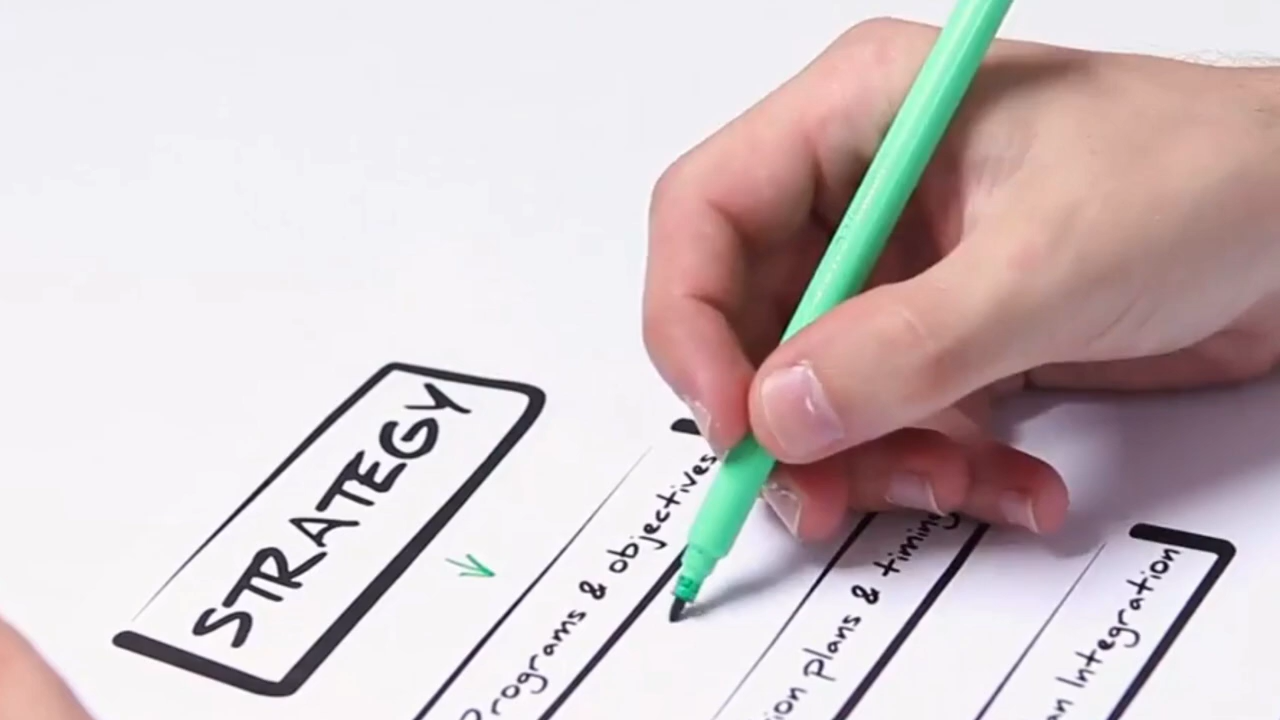 STRATEGY
Programs & objectives
plans & timing
Integration